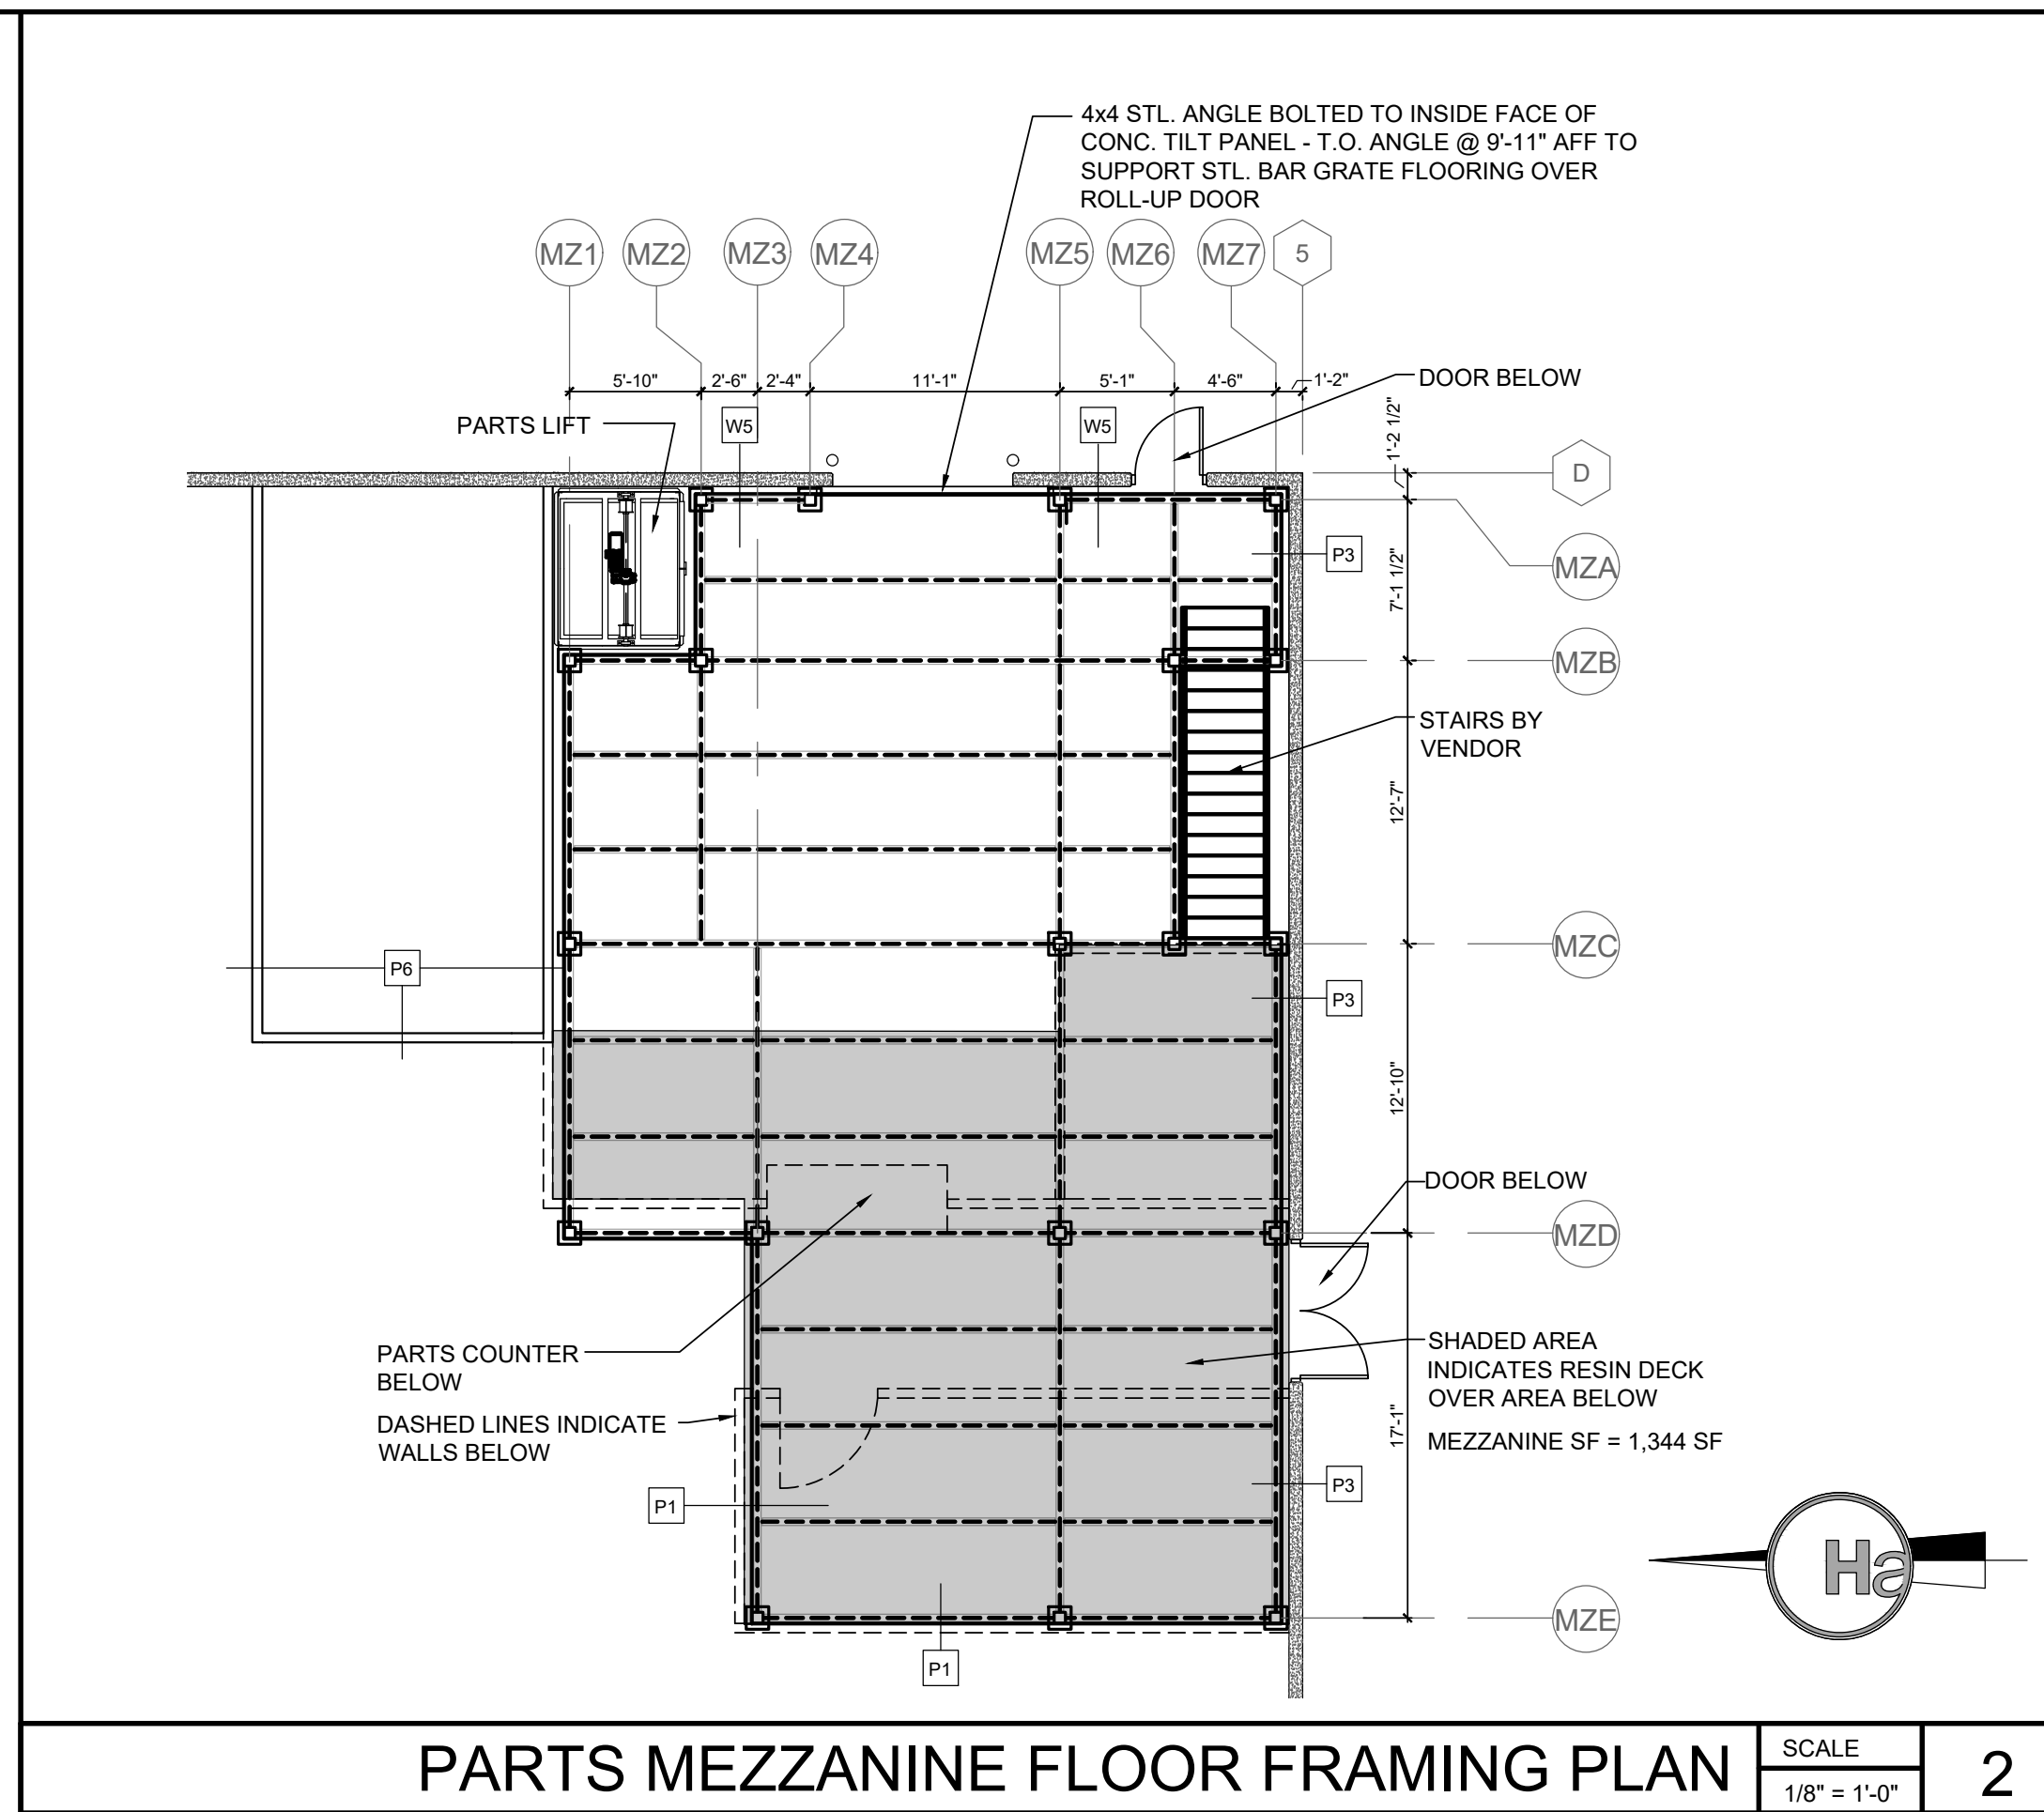 4x4 STL. ANGLE BOLTED TO INSIDE FACE OF
CONC. TILT PANEL - T.O. ANGLE @ 9'-11" AFF TO
SUPPORT STL. BAR GRATE FLOORING OVER
ROLL-UP DOOR
MZ1 MZ2 MZ3 MZ4 MZ5 MZ6 MZ7 5
5'-10" 2'-6" 2'-4" 11'-1" 5'-1" 4'-6" 1'-2"
DOOR BELOW
PARTS LIFT
W5
W5
1'-2 1/2"
D
P3
MZA
7'-1 1/2"
MZB
STAIRS BY
VENDOR
12'-7"
MZC
P6
P3
12'-10"
DOOR BELOW
MZD
PARTS COUNTER
BELOW
DASHED LINES INDICATE
WALLS BELOW
SHADED AREA
INDICATES RESIN DECK
OVER AREA BELOW
MEZZANINE SF = 1,344 SF
17'-1"
P3
P1
Ha
MZE
P1
PARTS MEZZANINE FLOOR FRAMING PLAN
SCALE
1/8" = 1'-0"
2